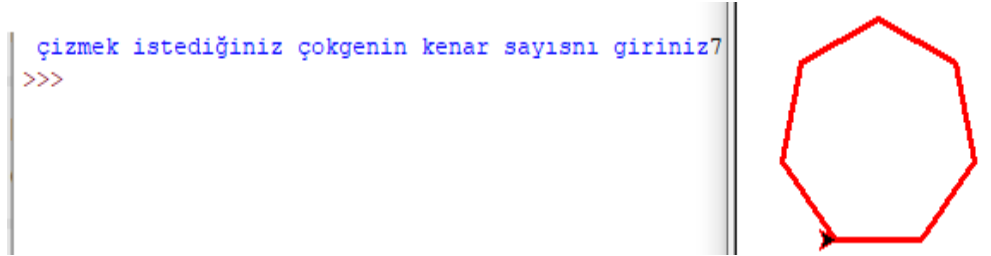 çizmek istediğiniz çokgenin kenar sayısnı giriniz7
>>>